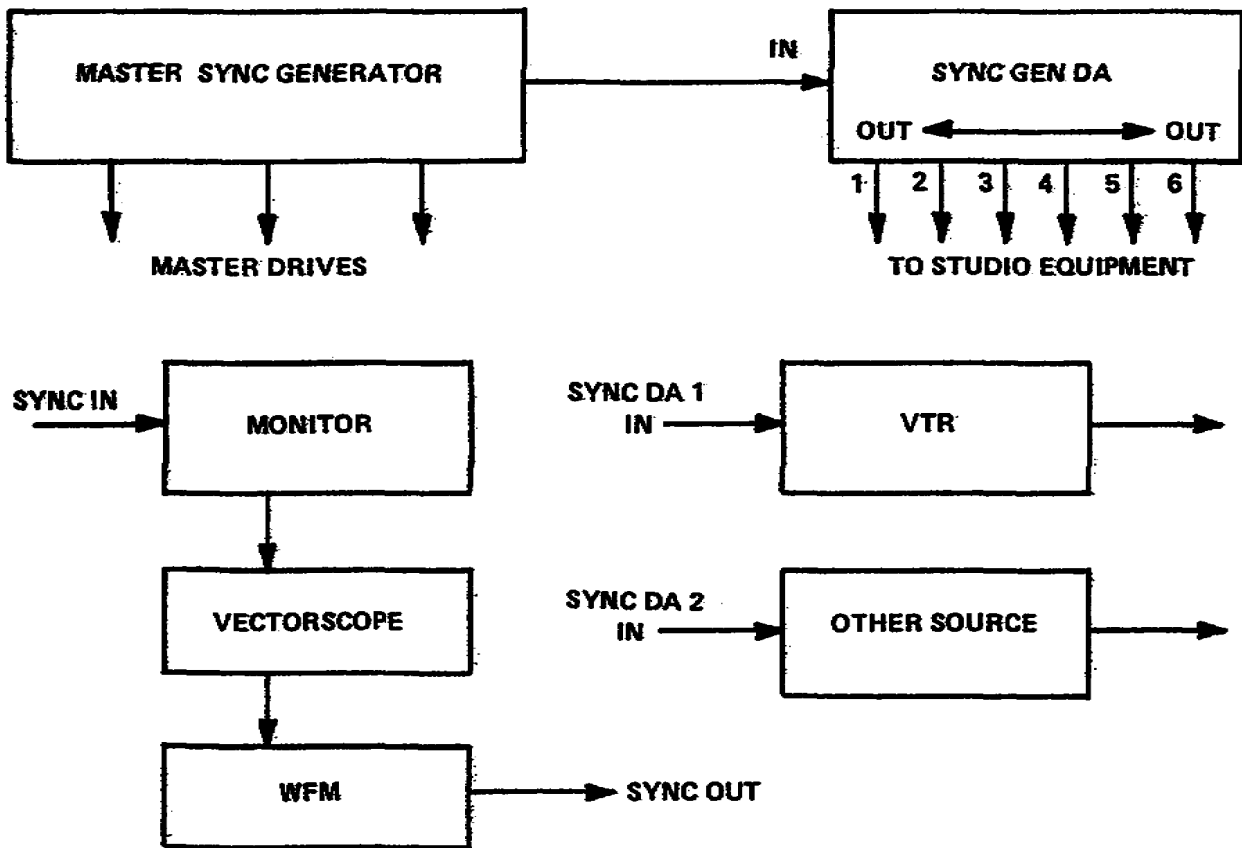 MASTER SYNC GENERATOR
IN
SYNC GEN DA
OUT OUT
1 2 3 4 5 6
MASTER DRIVES
TO STUDIO EQUIPMENT
SYNC IN
MONITOR
SYNC DA 1
IN
VTR
VECTORSCOPE
SYNC DA 2
IN
OTHER SOURCE
WFM
SYNC OUT